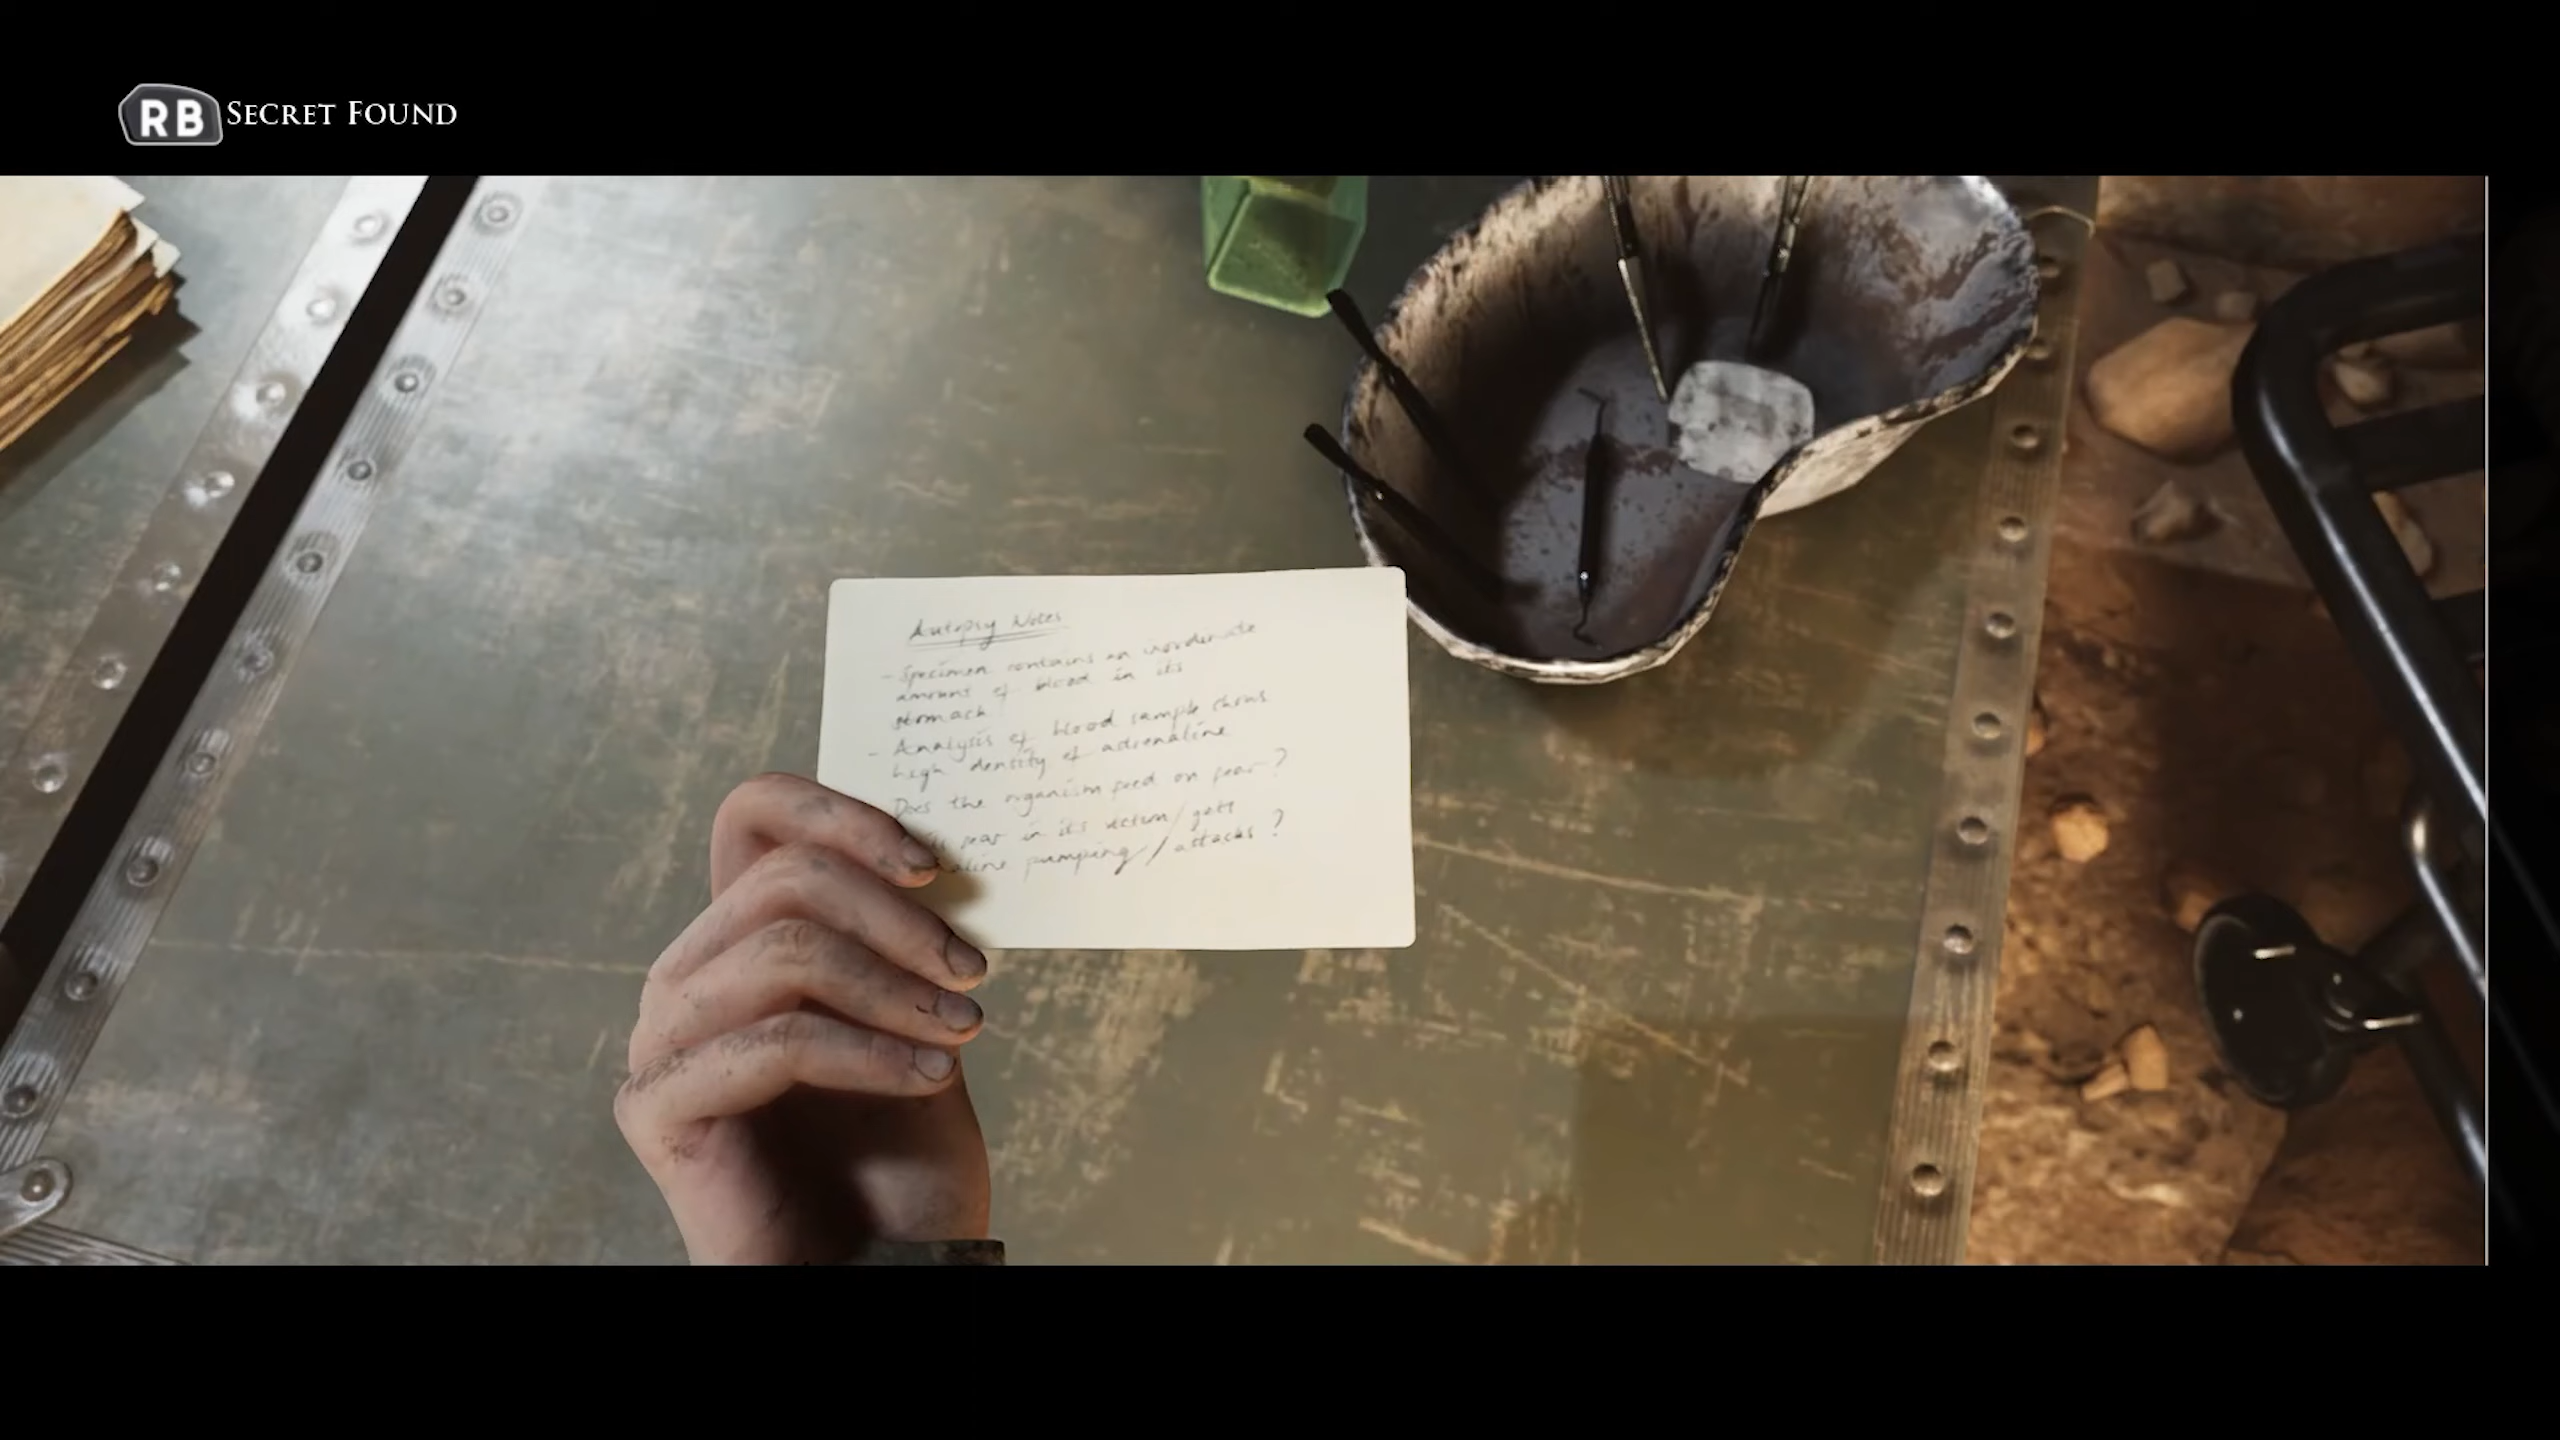 RB SECRET FOUND
Autopsy Notes
- Specimen contains an inordinate
amount of blood in its
stomach
- Analysis of blood sample shows
high density of adrenaline
Does the organism feed on fear?
fear in its victim/gets
pumping/attacks?